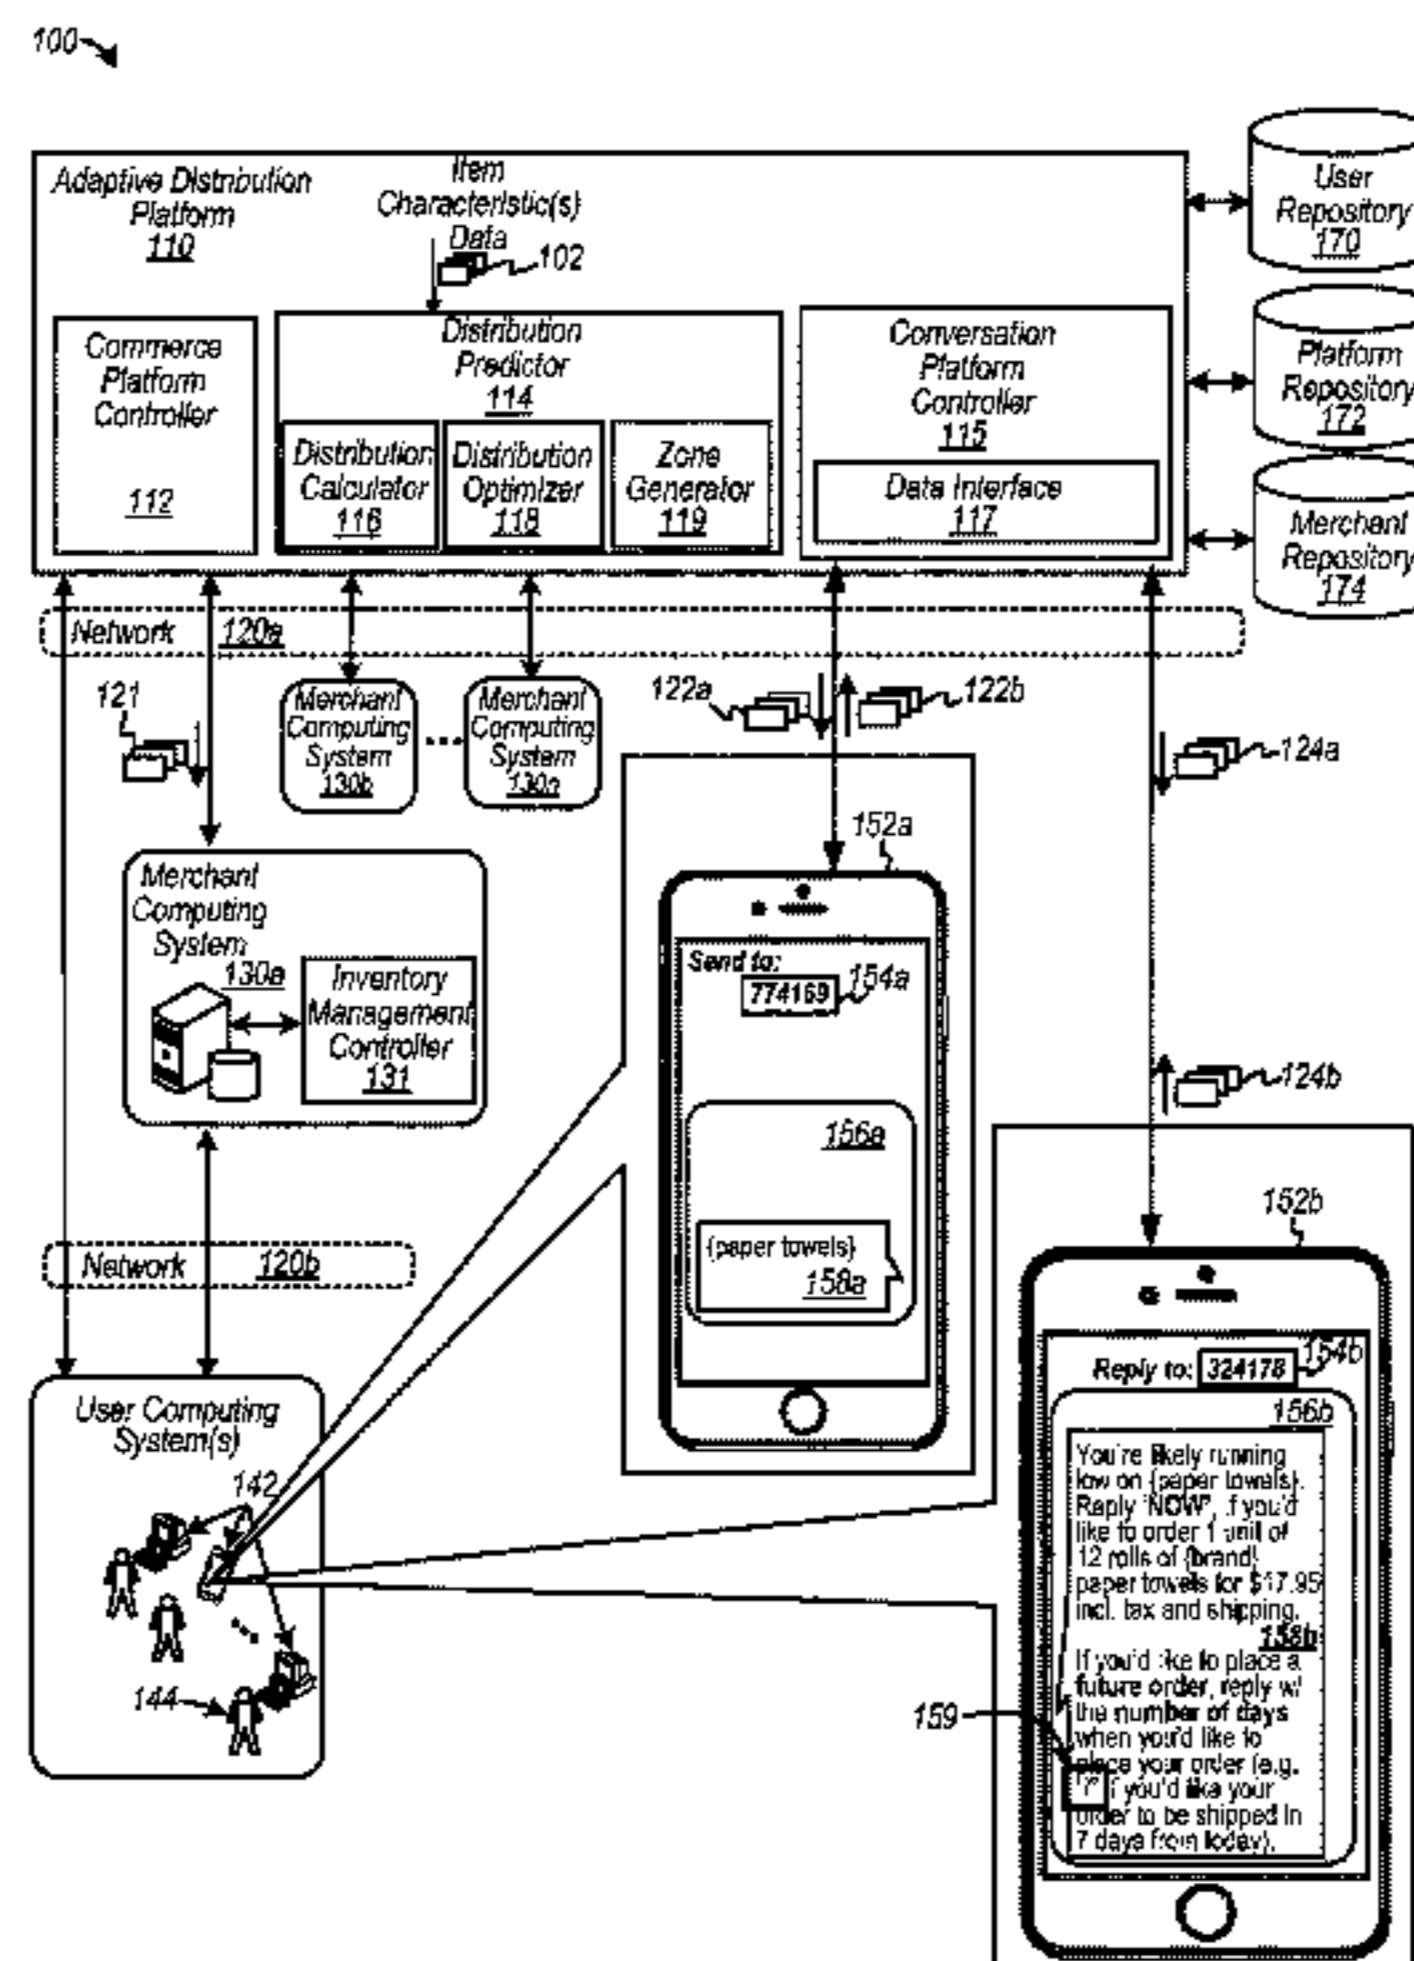 100
Adaptive Distribution
Platform
110
Item
Characteristic(s)
Data
102
Commerce
Platform
Controller
112
Distribution
Predictor
114
Distribution
Calculator
116
Distribution
Optimizer
118
Zone
Generator
119
Conversation
Platform
Controller
115
Data Interface
117
User
Repository
170
Platform
Repository
172
Merchant
Repository
174
Network 120a
121
Merchant
Computing
System
130b
...
Merchant
Computing
System
130n
122a
122b
124a
Merchant
Computing
System
130a
Inventory
Management
Controller
131
152a
Send to:
774169
154a
156a
{paper towels}
158a
124b
Network 120b
152b
Reply to: 324178
154b
156b
You're likely running
low on {paper towels}.
Reply "NOW", if you'd
like to order 1 unit of
12 rolls of {brand}
paper towels for $17.95
incl. tax and shipping.
158b
If you'd like to place a
future order, reply w/
the number of days
when you'd like to
place your order (e.g.
"7" if you'd like your
order to be shipped in
7 days from today).
159
User Computing
System(s)
142
144